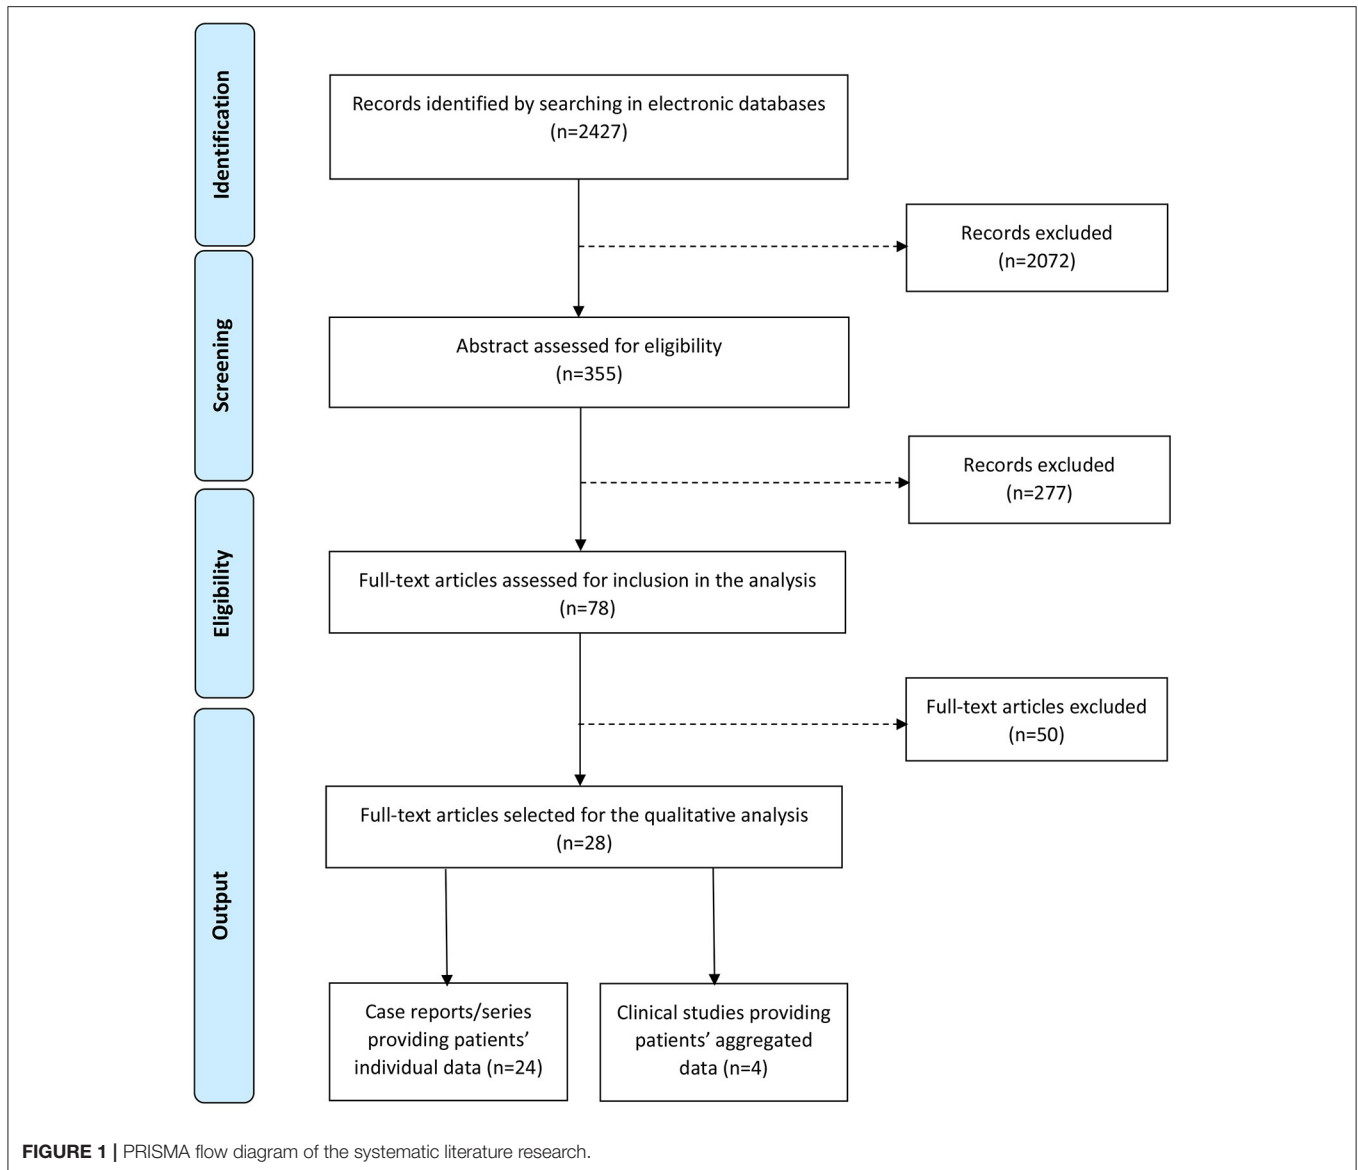 Identification
Records identified by searching in electronic databases
(n=2427)
Records excluded
(n=2072)
Screening
Abstract assessed for eligibility
(n=355)
Records excluded
(n=277)
Eligibility
Full-text articles assessed for inclusion in the analysis
(n=78)
Full-text articles excluded
(n=50)
Output
Full-text articles selected for the qualitative analysis
(n=28)
Case reports/series
providing patients’
individual data (n=24)
Clinical studies providing
patients’ aggregated
data (n=4)
FIGURE 1 | PRISMA flow diagram of the systematic literature research.